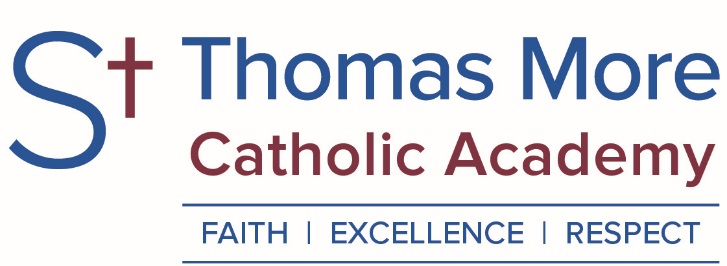 St Thomas More
Catholic Academy
FAITH | EXCELLENCE | RESPECT